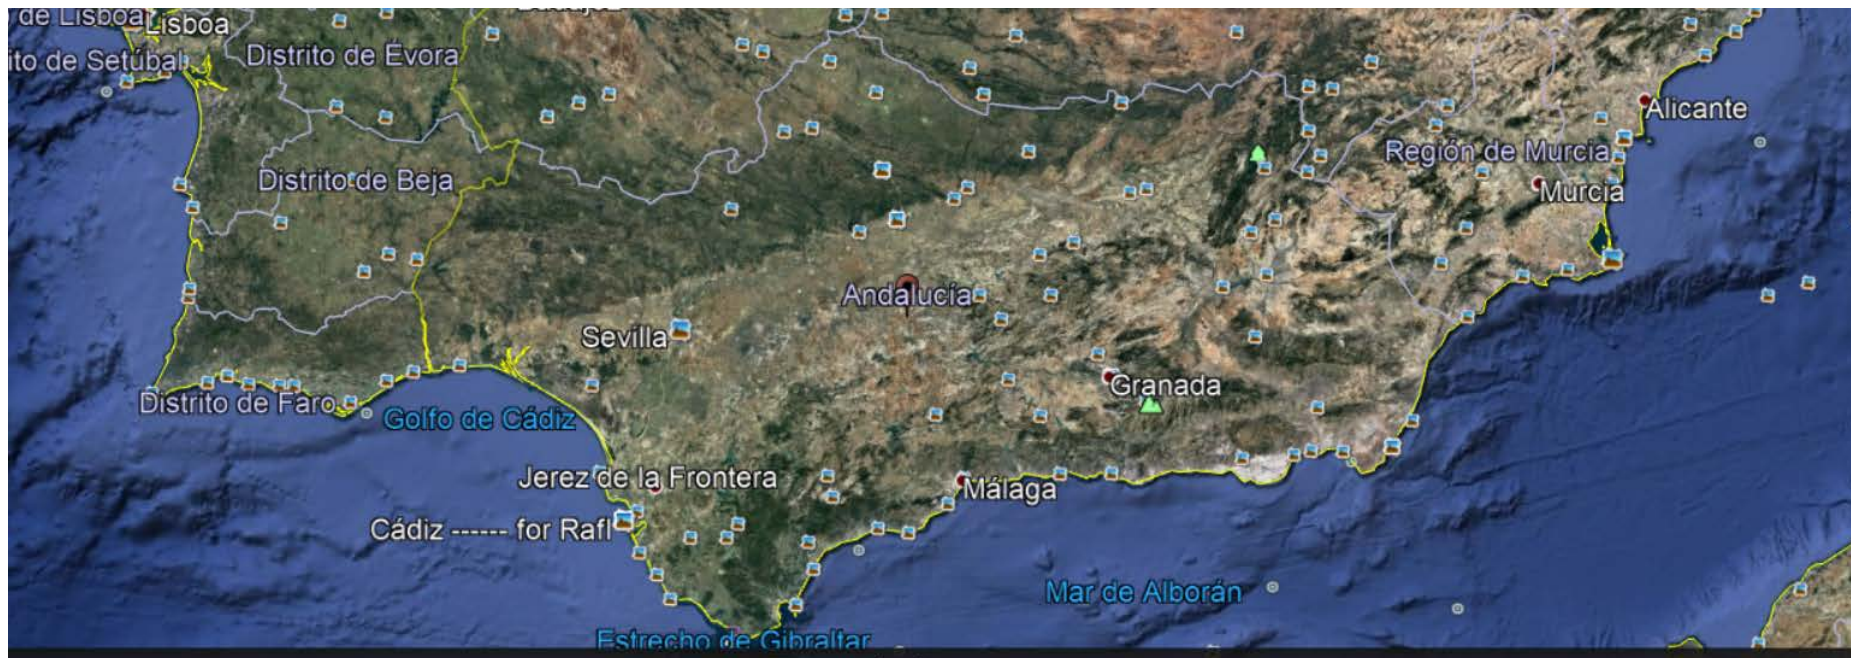 de Lisboa
Lisboa
ito de Setúbal
Distrito de Évora
Alicante
Región de Murcia
Distrito de Beja
Murcia
Andalucía
Sevilla
Granada
Distrito de Faro
Golfo de Cádiz
Jerez de la Frontera
Málaga
Cádiz ------ for Rafl
Mar de Alborán
Estrecho de Gibraltar